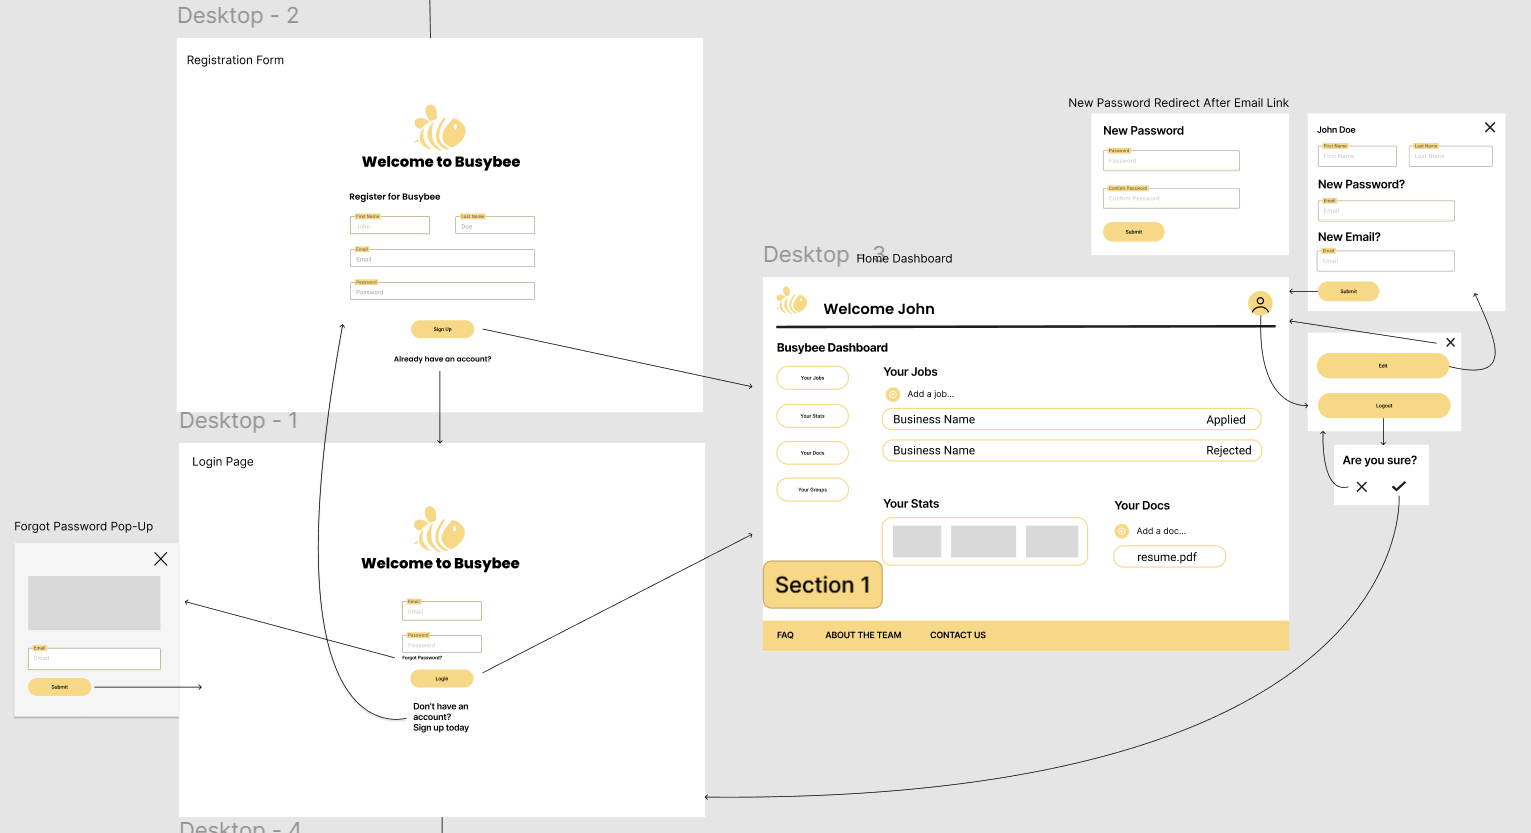 Desktop - 2
Registration Form
Welcome to Busybee
Register for Busybee
First Name
John
Last Name
Doe
Email
Email
Password
Password
Sign Up
Already have an account?
Desktop - 1
Login Page
Welcome to Busybee
Email
Email
Password
Password
Forgot Password?
Login
Don't have an
account?
Sign up today
Forgot Password Pop-Up
Email
Email
Submit
Desktop - 4
New Password Redirect After Email Link
New Password
Password
Password
Confirm Password
Confirm Password
Submit
John Doe
First Name
First Name
Last Name
Last Name
New Password?
Email
Email
New Email?
Email
Email
Submit
Desktop - 3
Home Dashboard
Welcome John
Busybee Dashboard
Your Jobs
Your Stats
Your Docs
Your Groups
Your Jobs
Add a job...
Business Name Applied
Business Name Rejected
Your Stats
Your Docs
Add a doc...
resume.pdf
Section 1
FAQ ABOUT THE TEAM CONTACT US
Edit
Logout
Are you sure?